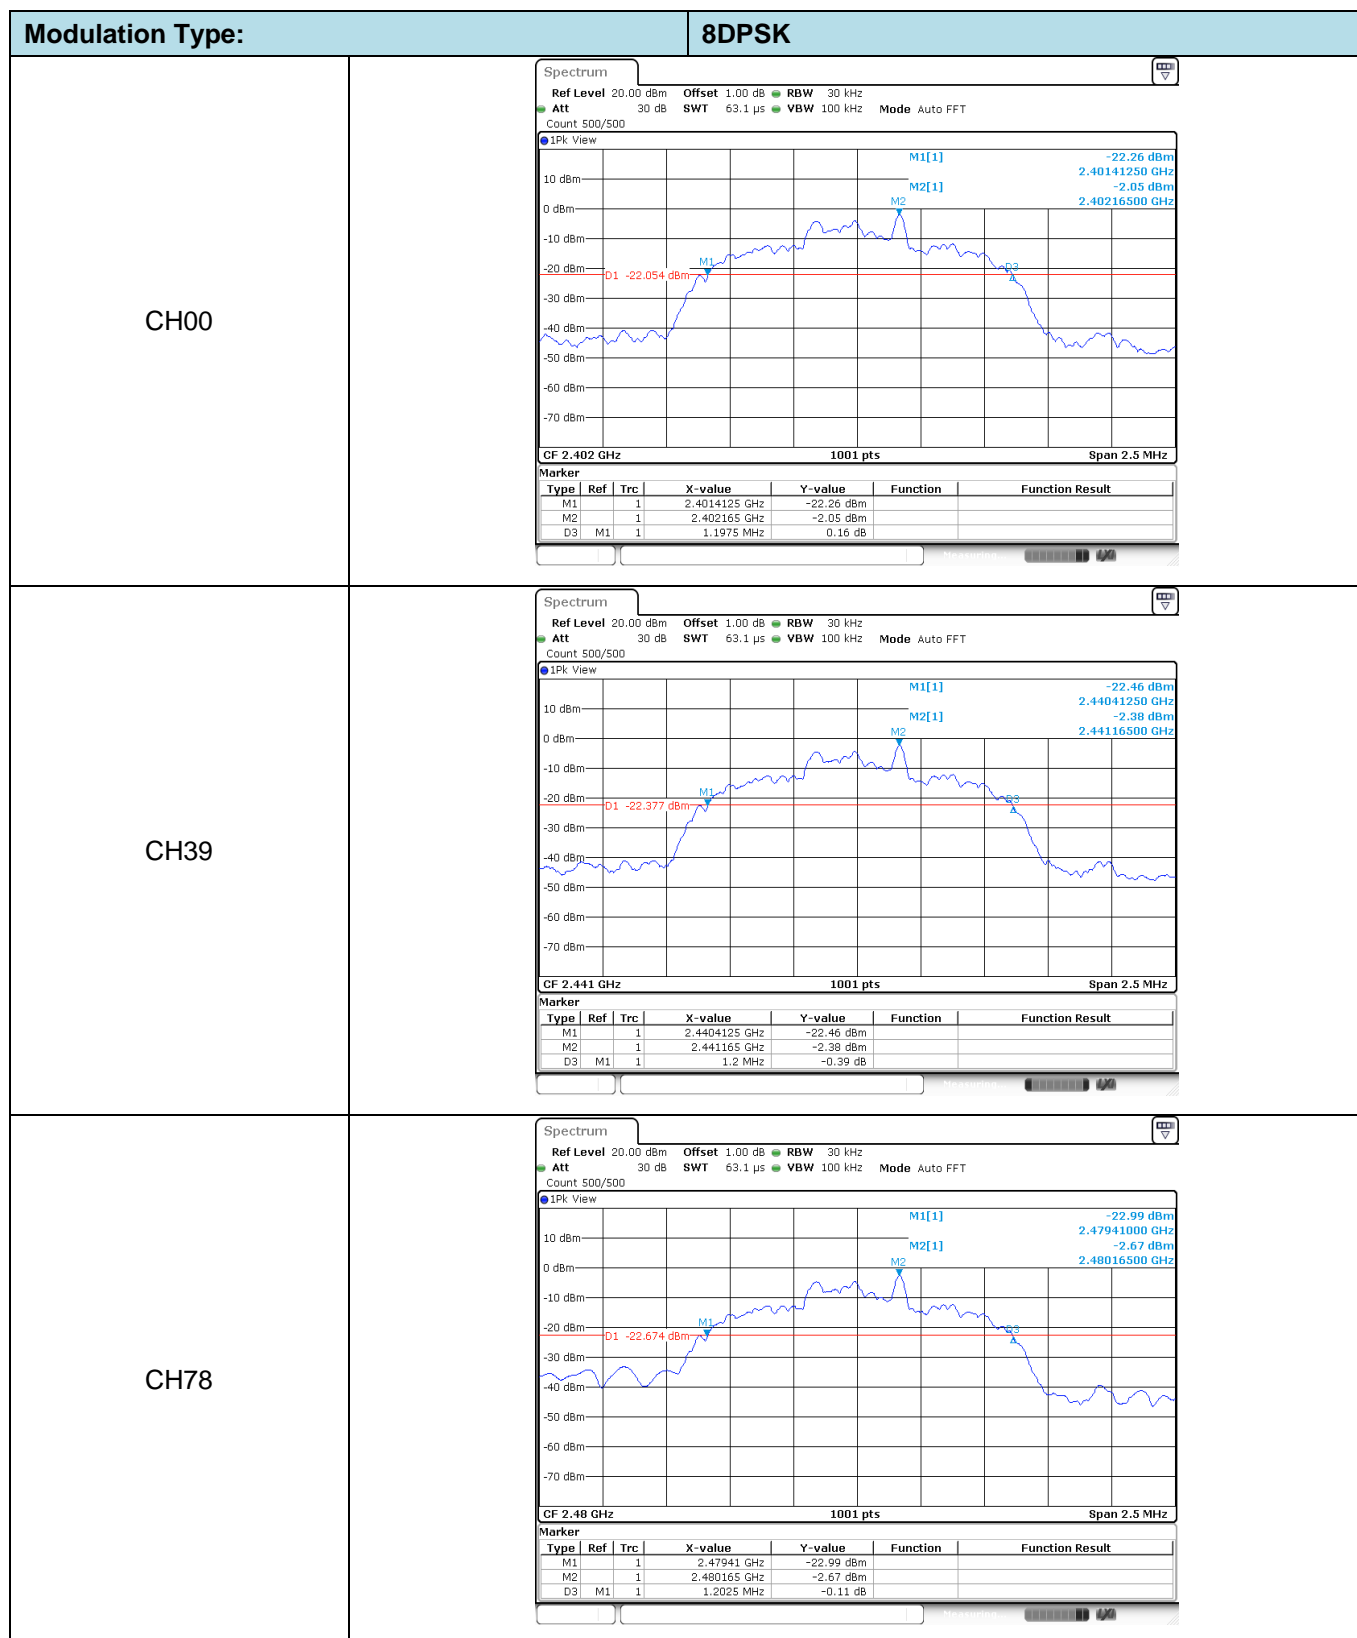 Modulation Type: 8DPSK
CH00
Spectrum
Ref Level 20.00 dBm Offset 1.00 dB RBW 30 kHz
Att 30 dB SWT 63.1 µs VBW 100 kHz Mode Auto FFT
Count 500/500
1Pk View
M1[1] -22.26 dBm
2.40141250 GHz
10 dBm
M2[1] -2.05 dBm
M2 2.40216500 GHz
0 dBm
-10 dBm
M1
-20 dBm
D3
D1 -22.054 dBm
-30 dBm
-40 dBm
-50 dBm
-60 dBm
-70 dBm
CF 2.402 GHz 1001 pts Span 2.5 MHz
Marker
Type Ref Trc X-value Y-value Function Function Result
M1 1 2.4014125 GHz -22.26 dBm
M2 1 2.402165 GHz -2.05 dBm
D3 M1 1 1.1975 MHz 0.16 dB
Measuring...
CH39
Spectrum
Ref Level 20.00 dBm Offset 1.00 dB RBW 30 kHz
Att 30 dB SWT 63.1 µs VBW 100 kHz Mode Auto FFT
Count 500/500
1Pk View
M1[1] -22.46 dBm
2.44041250 GHz
10 dBm
M2[1] -2.38 dBm
M2 2.44116500 GHz
0 dBm
-10 dBm
M1
-20 dBm
D3
D1 -22.377 dBm
-30 dBm
-40 dBm
-50 dBm
-60 dBm
-70 dBm
CF 2.441 GHz 1001 pts Span 2.5 MHz
Marker
Type Ref Trc X-value Y-value Function Function Result
M1 1 2.4404125 GHz -22.46 dBm
M2 1 2.441165 GHz -2.38 dBm
D3 M1 1 1.2 MHz -0.39 dB
Measuring...
CH78
Spectrum
Ref Level 20.00 dBm Offset 1.00 dB RBW 30 kHz
Att 30 dB SWT 63.1 µs VBW 100 kHz Mode Auto FFT
Count 500/500
1Pk View
M1[1] -22.99 dBm
2.47941000 GHz
10 dBm
M2[1] -2.67 dBm
M2 2.48016500 GHz
0 dBm
-10 dBm
M1
-20 dBm
D3
D1 -22.674 dBm
-30 dBm
-40 dBm
-50 dBm
-60 dBm
-70 dBm
CF 2.48 GHz 1001 pts Span 2.5 MHz
Marker
Type Ref Trc X-value Y-value Function Function Result
M1 1 2.47941 GHz -22.99 dBm
M2 1 2.480165 GHz -2.67 dBm
D3 M1 1 1.2025 MHz -0.11 dB
Measuring...